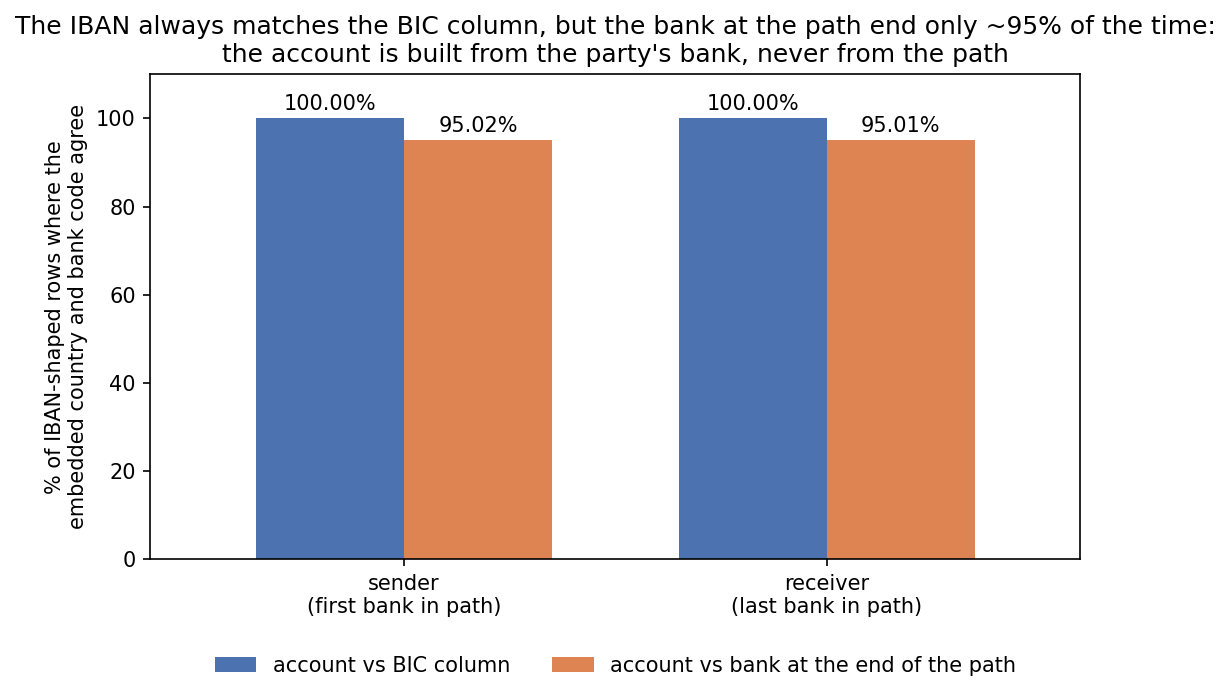 The IBAN always matches the BIC column, but the bank at the path end only ~95% of the time:
the account is built from the party's bank, never from the path
% of IBAN-shaped rows where the
embedded country and bank code agree
100
80
60
40
20
0
100.00%
95.02%
100.00%
95.01%
sender
(first bank in path)
receiver
(last bank in path)
account vs BIC column
account vs bank at the end of the path